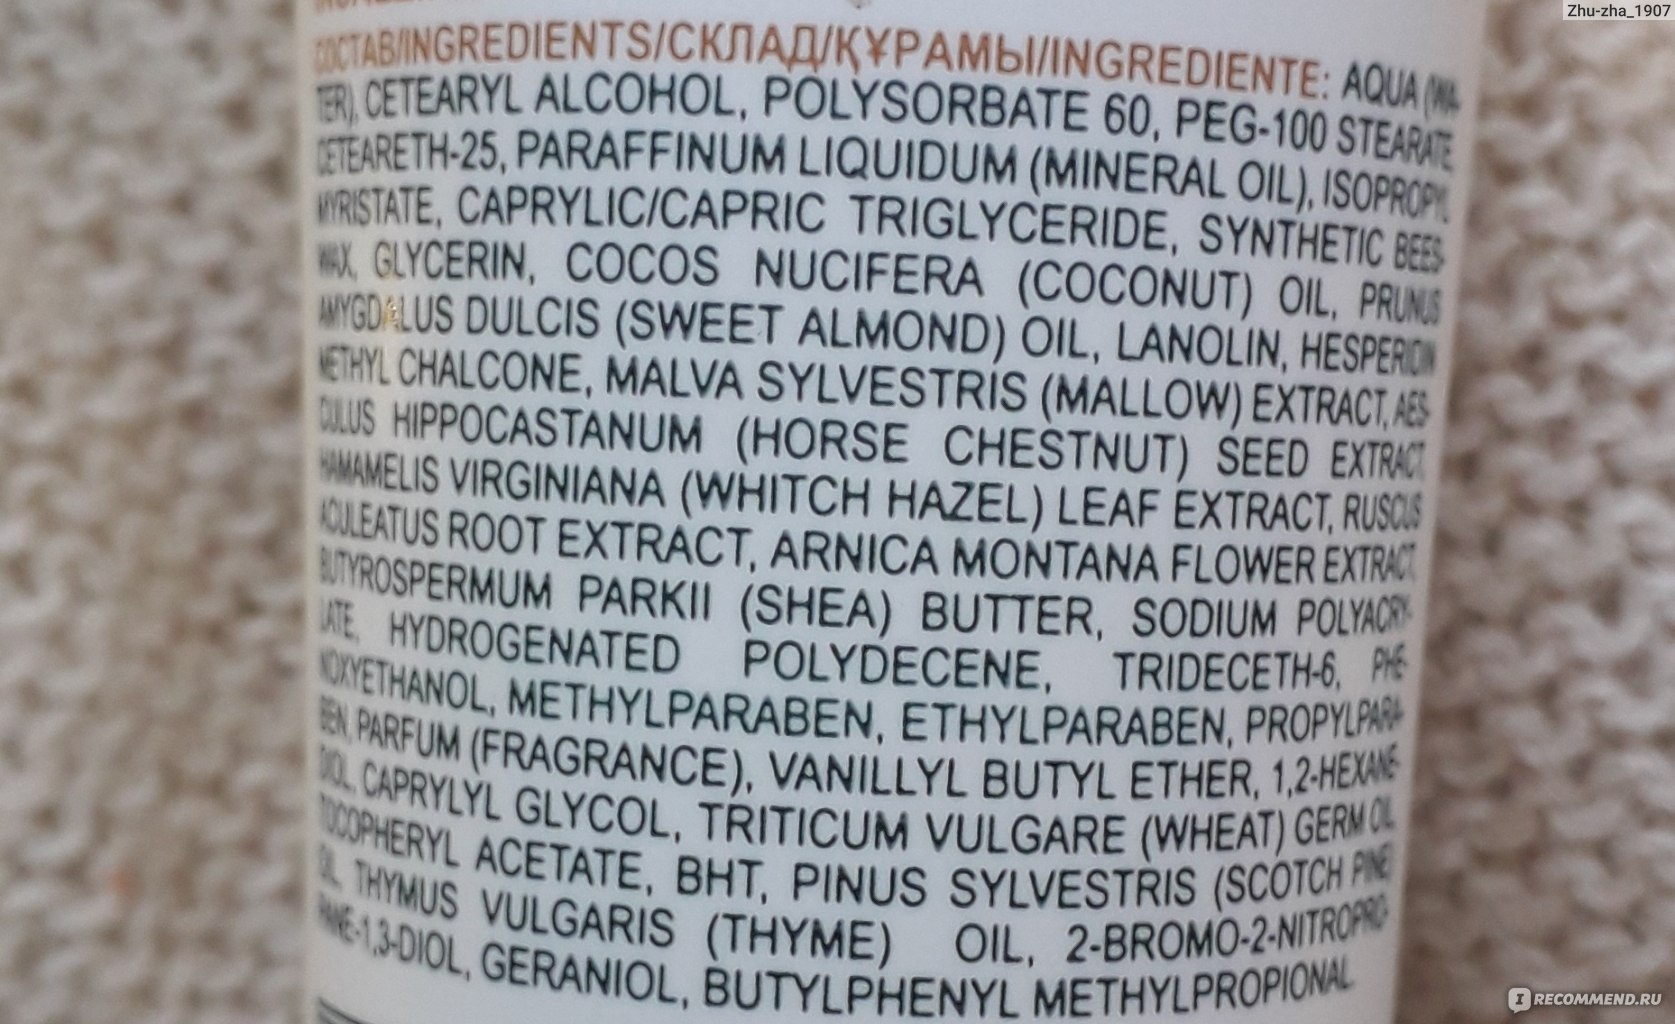 Zhu-zha_1907
СОСТАВ/INGREDIENTS/СКЛАД/ҚҰРАМЫ/INGREDIENTE: AQUA (WA-
TER), CETEARYL ALCOHOL, POLYSORBATE 60, PEG-100 STEARATE
CETEARETH-25, PARAFFINUM LIQUIDUM (MINERAL OIL), ISOPROPYL
MYRISTATE, CAPRYLIC/CAPRIC TRIGLYCERIDE, SYNTHETIC BEES-
WAX, GLYCERIN, COCOS NUCIFERA (COCONUT) OIL, PRUNUS
AMYGDALUS DULCIS (SWEET ALMOND) OIL, LANOLIN, HESPERIDIN
METHYL CHALCONE, MALVA SYLVESTRIS (MALLOW) EXTRACT, AES-
CULUS HIPPOCASTANUM (HORSE CHESTNUT) SEED EXTRACT,
HAMAMELIS VIRGINIANA (WHITCH HAZEL) LEAF EXTRACT, RUSCUS
ACULEATUS ROOT EXTRACT, ARNICA MONTANA FLOWER EXTRACT,
BUTYROSPERMUM PARKII (SHEA) BUTTER, SODIUM POLYACRY-
LATE, HYDROGENATED POLYDECENE, TRIDECETH-6, PHE-
NOXYETHANOL, METHYLPARABEN, ETHYLPARABEN, PROPYLPARA-
BEN, PARFUM (FRAGRANCE), VANILLYL BUTYL ETHER, 1,2-HEXANE-
DIOL, CAPRYLYL GLYCOL, TRITICUM VULGARE (WHEAT) GERM OIL
TOCOPHERYL ACETATE, BHT, PINUS SYLVESTRIS (SCOTCH PINE)
OIL, THYMUS VULGARIS (THYME) OIL, 2-BROMO-2-NITROPRO-
PANE-1,3-DIOL, GERANIOL, BUTYLPHENYL METHYLPROPIONAL
IRECOMMEND.RU